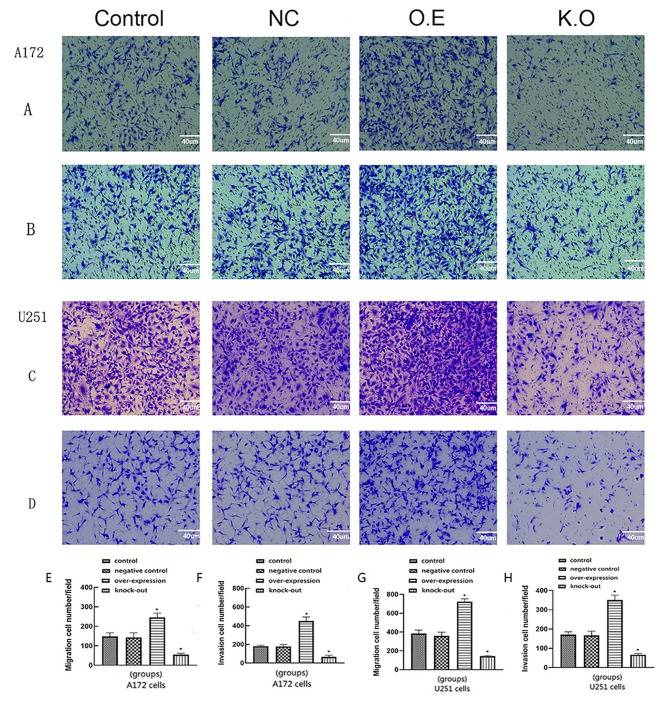 Control NC O.E K.O
A172
A
40um 40um 40um 40um
B
40um 40um 40um 40um
U251
C
40um 40um 40um 40um
D
40um 40um 40um 40um
E
control
negative control
over-expression
knock-out
Migration cell number/field
400
300
200
100
0
* *
(groups)
A172 cells
F
control
negative control
over-expression
knock-out
Invasion cell number/field
800
600
400
200
0
* *
(groups)
A172 cells
G
control
negative control
over-expression
knock-out
Migration cell number/field
800
600
400
200
0
* *
(groups)
U251 cells
H
control
negative control
over-expression
knock-out
Invasion cell number/field
400
300
200
100
0
* *
(groups)
U251 cells